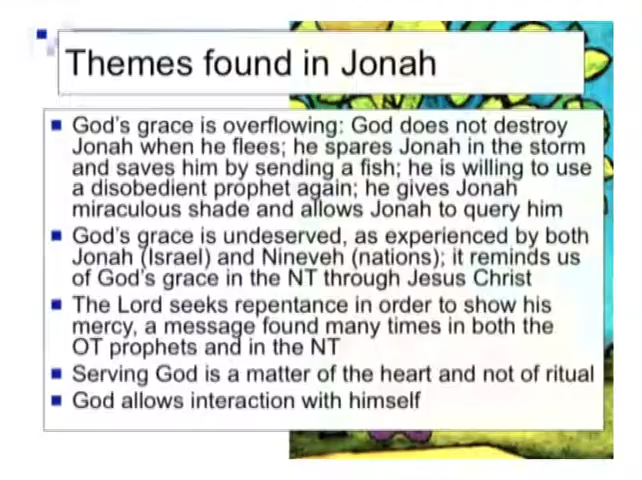 Themes found in Jonah
God's grace is overflowing: God does not destroy
Jonah when he flees; he spares Jonah in the storm
and saves him by sending a fish; he is willing to use
a disobedient prophet again; he gives Jonah
miraculous shade and allows Jonah to query him
God's grace is undeserved, as experienced by both
Jonah (Israel) and Nineveh (nations); it reminds us
of God's grace in the NT through Jesus Christ
The Lord seeks repentance in order to show his
mercy, a message found many times in both the
OT prophets and in the NT
Serving God is a matter of the heart and not of ritual
God allows interaction with himself